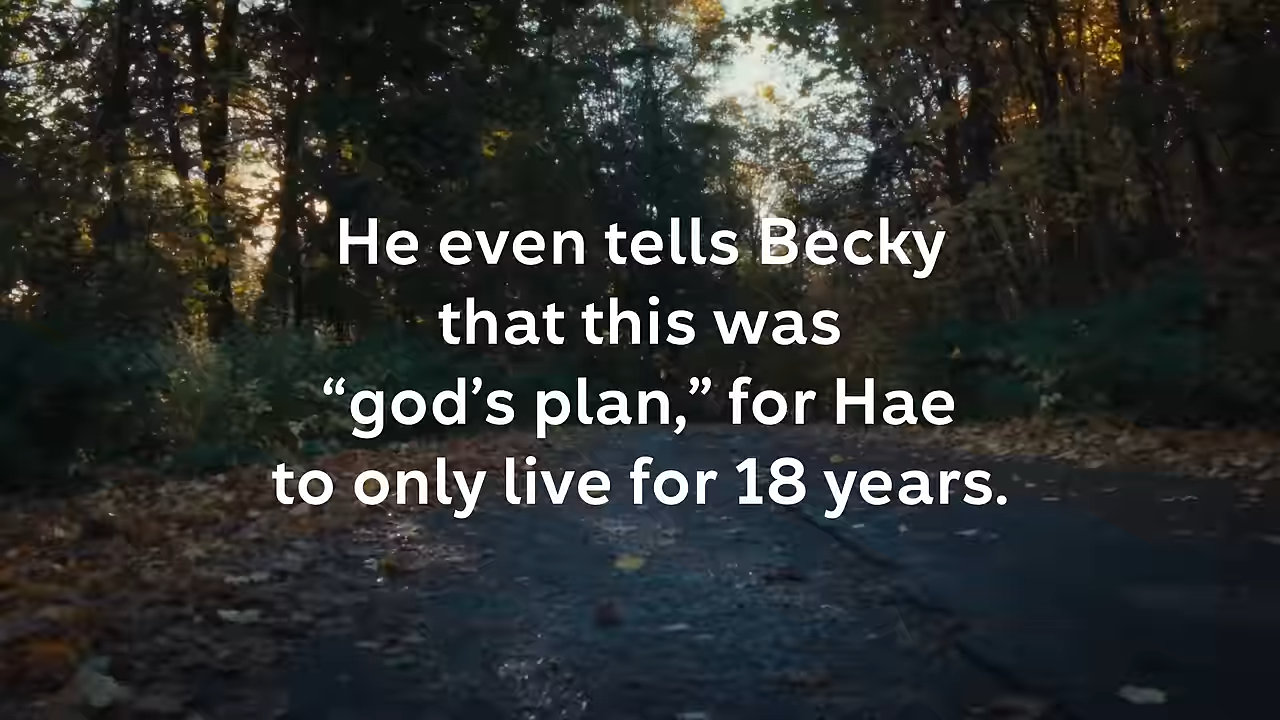 He even tells Becky
that this was
“god’s plan,” for Hae
to only live for 18 years.